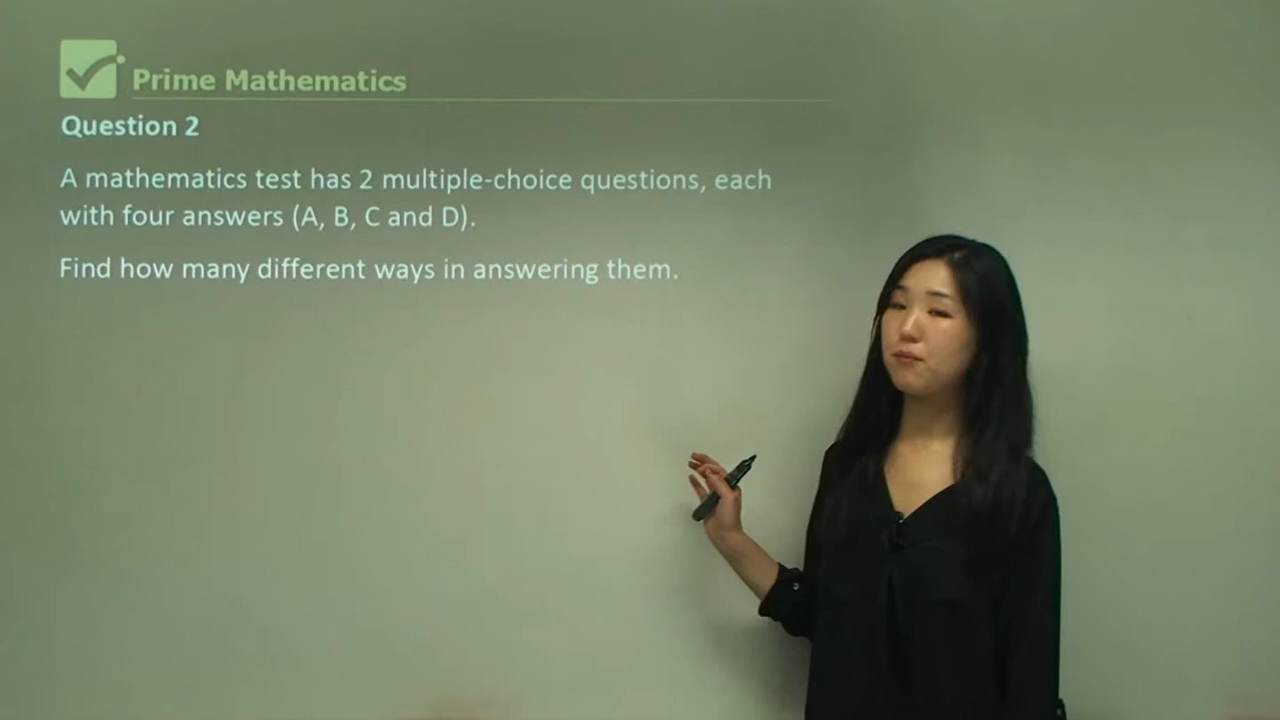 Prime Mathematics
Question 2
A mathematics test has 2 multiple-choice questions, each
with four answers (A, B, C and D).
Find how many different ways in answering them.